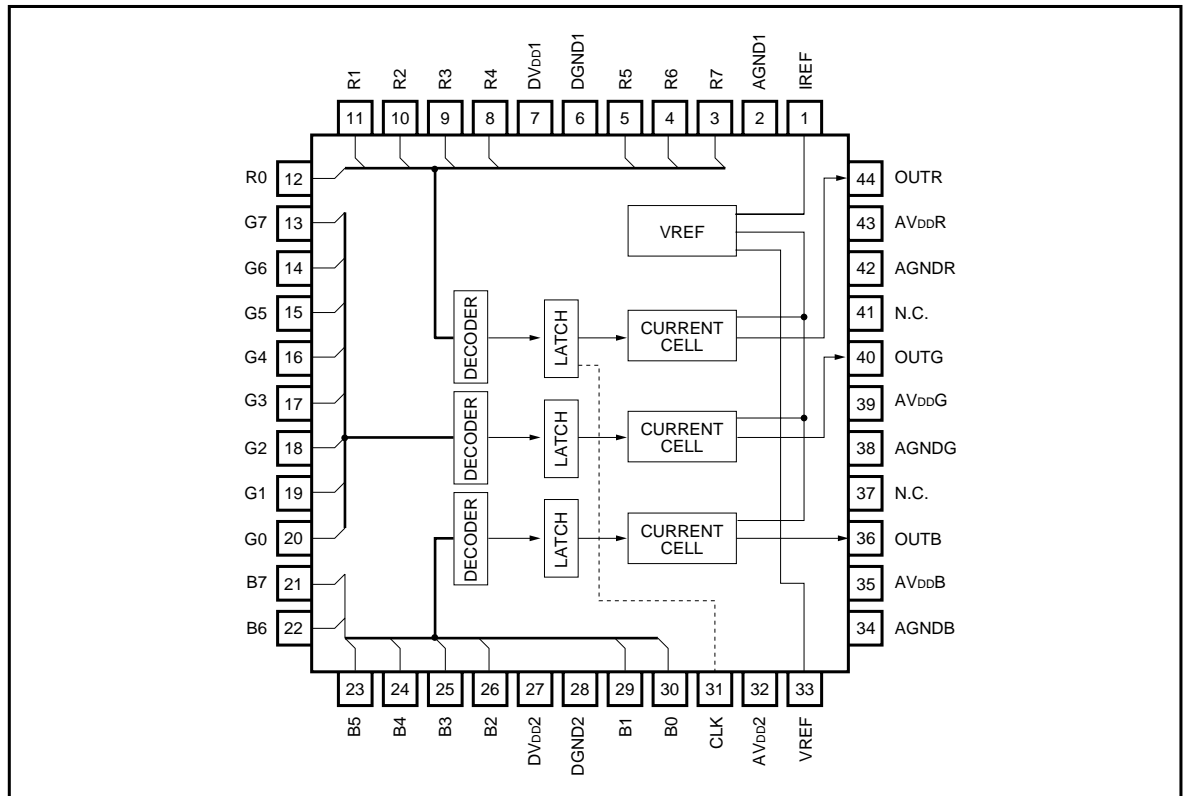 R1
R2
R3
R4
DVDD1
DGND1
R5
R6
R7
AGND1
IREF
11
10
9
8
7
6
5
4
3
2
1
R0 12
G7 13
G6 14
G5 15
G4 16
G3 17
G2 18
G1 19
G0 20
B7 21
B6 22
VREF
DECODER
LATCH
CURRENT
CELL
DECODER
LATCH
CURRENT
CELL
DECODER
LATCH
CURRENT
CELL
44 OUTR
43 AVDDR
42 AGNDR
41 N.C.
40 OUTG
39 AVDDG
38 AGNDG
37 N.C.
36 OUTB
35 AVDDB
34 AGNDB
23
24
25
26
27
28
29
30
31
32
33
B5
B4
B3
B2
DVDD2
DGND2
B1
B0
CLK
AVDD2
VREF